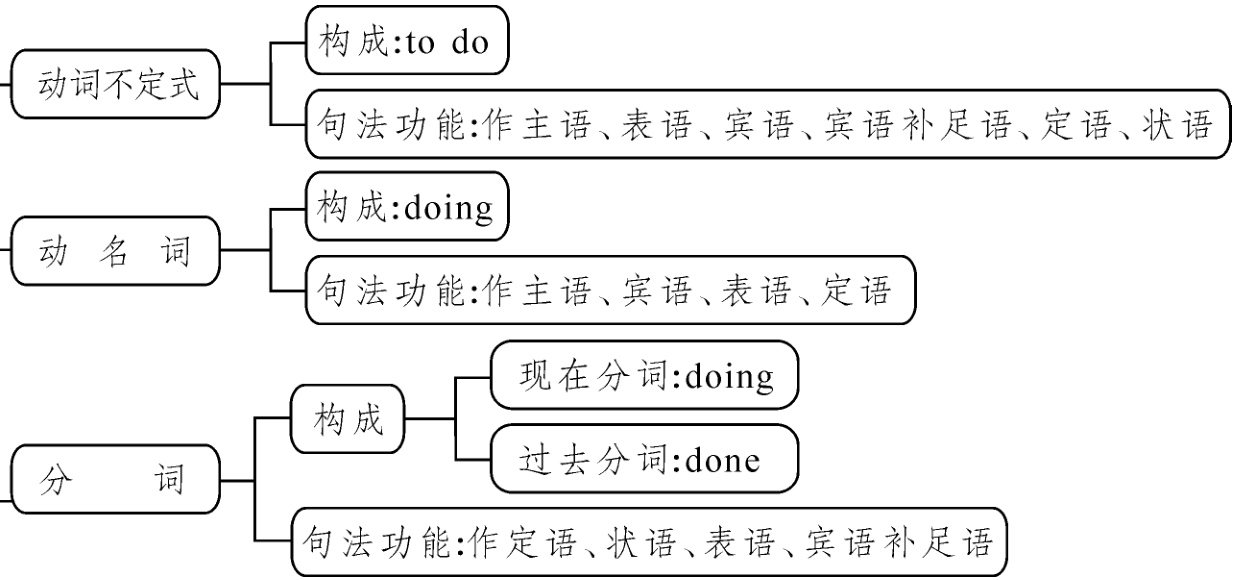 动词不定式
构成:to do
句法功能:作主语、表语、宾语、宾语补足语、定语、状语
动名词
构成:doing
句法功能:作主语、宾语、表语、定语
分词
构成
现在分词:doing
过去分词:done
句法功能:作定语、状语、表语、宾语补足语